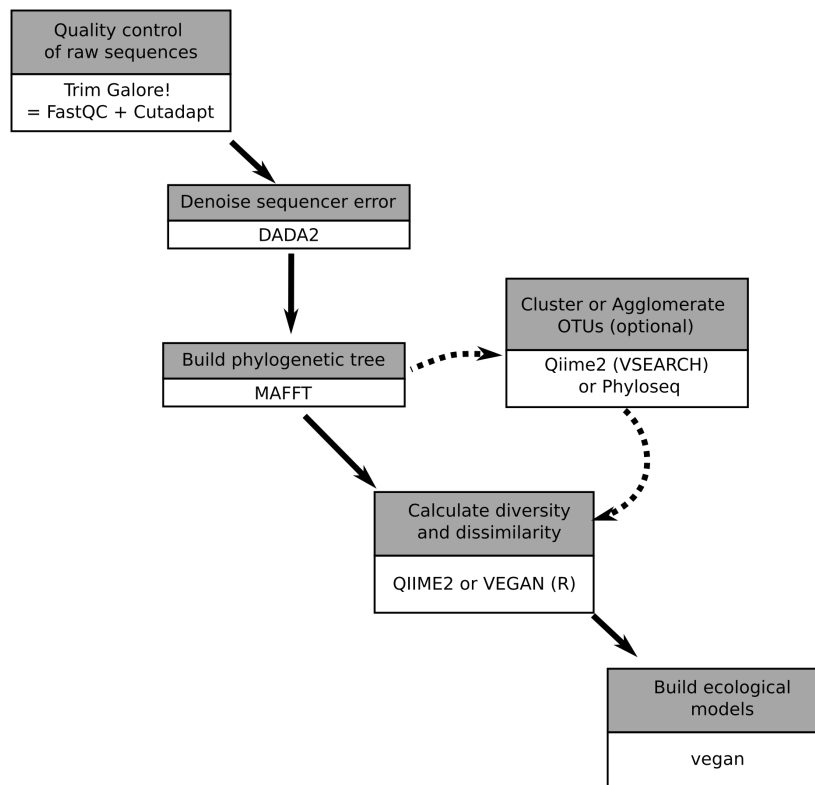 Quality control
of raw sequences
Trim Galore!
= FastQC + Cutadapt
Denoise sequencer error
DADA2
Build phylogenetic tree
MAFFT
Cluster or Agglomerate
OTUs (optional)
Qiime2 (VSEARCH)
or Phyloseq
Calculate diversity
and dissimilarity
QIIME2 or VEGAN (R)
Build ecological
models
vegan